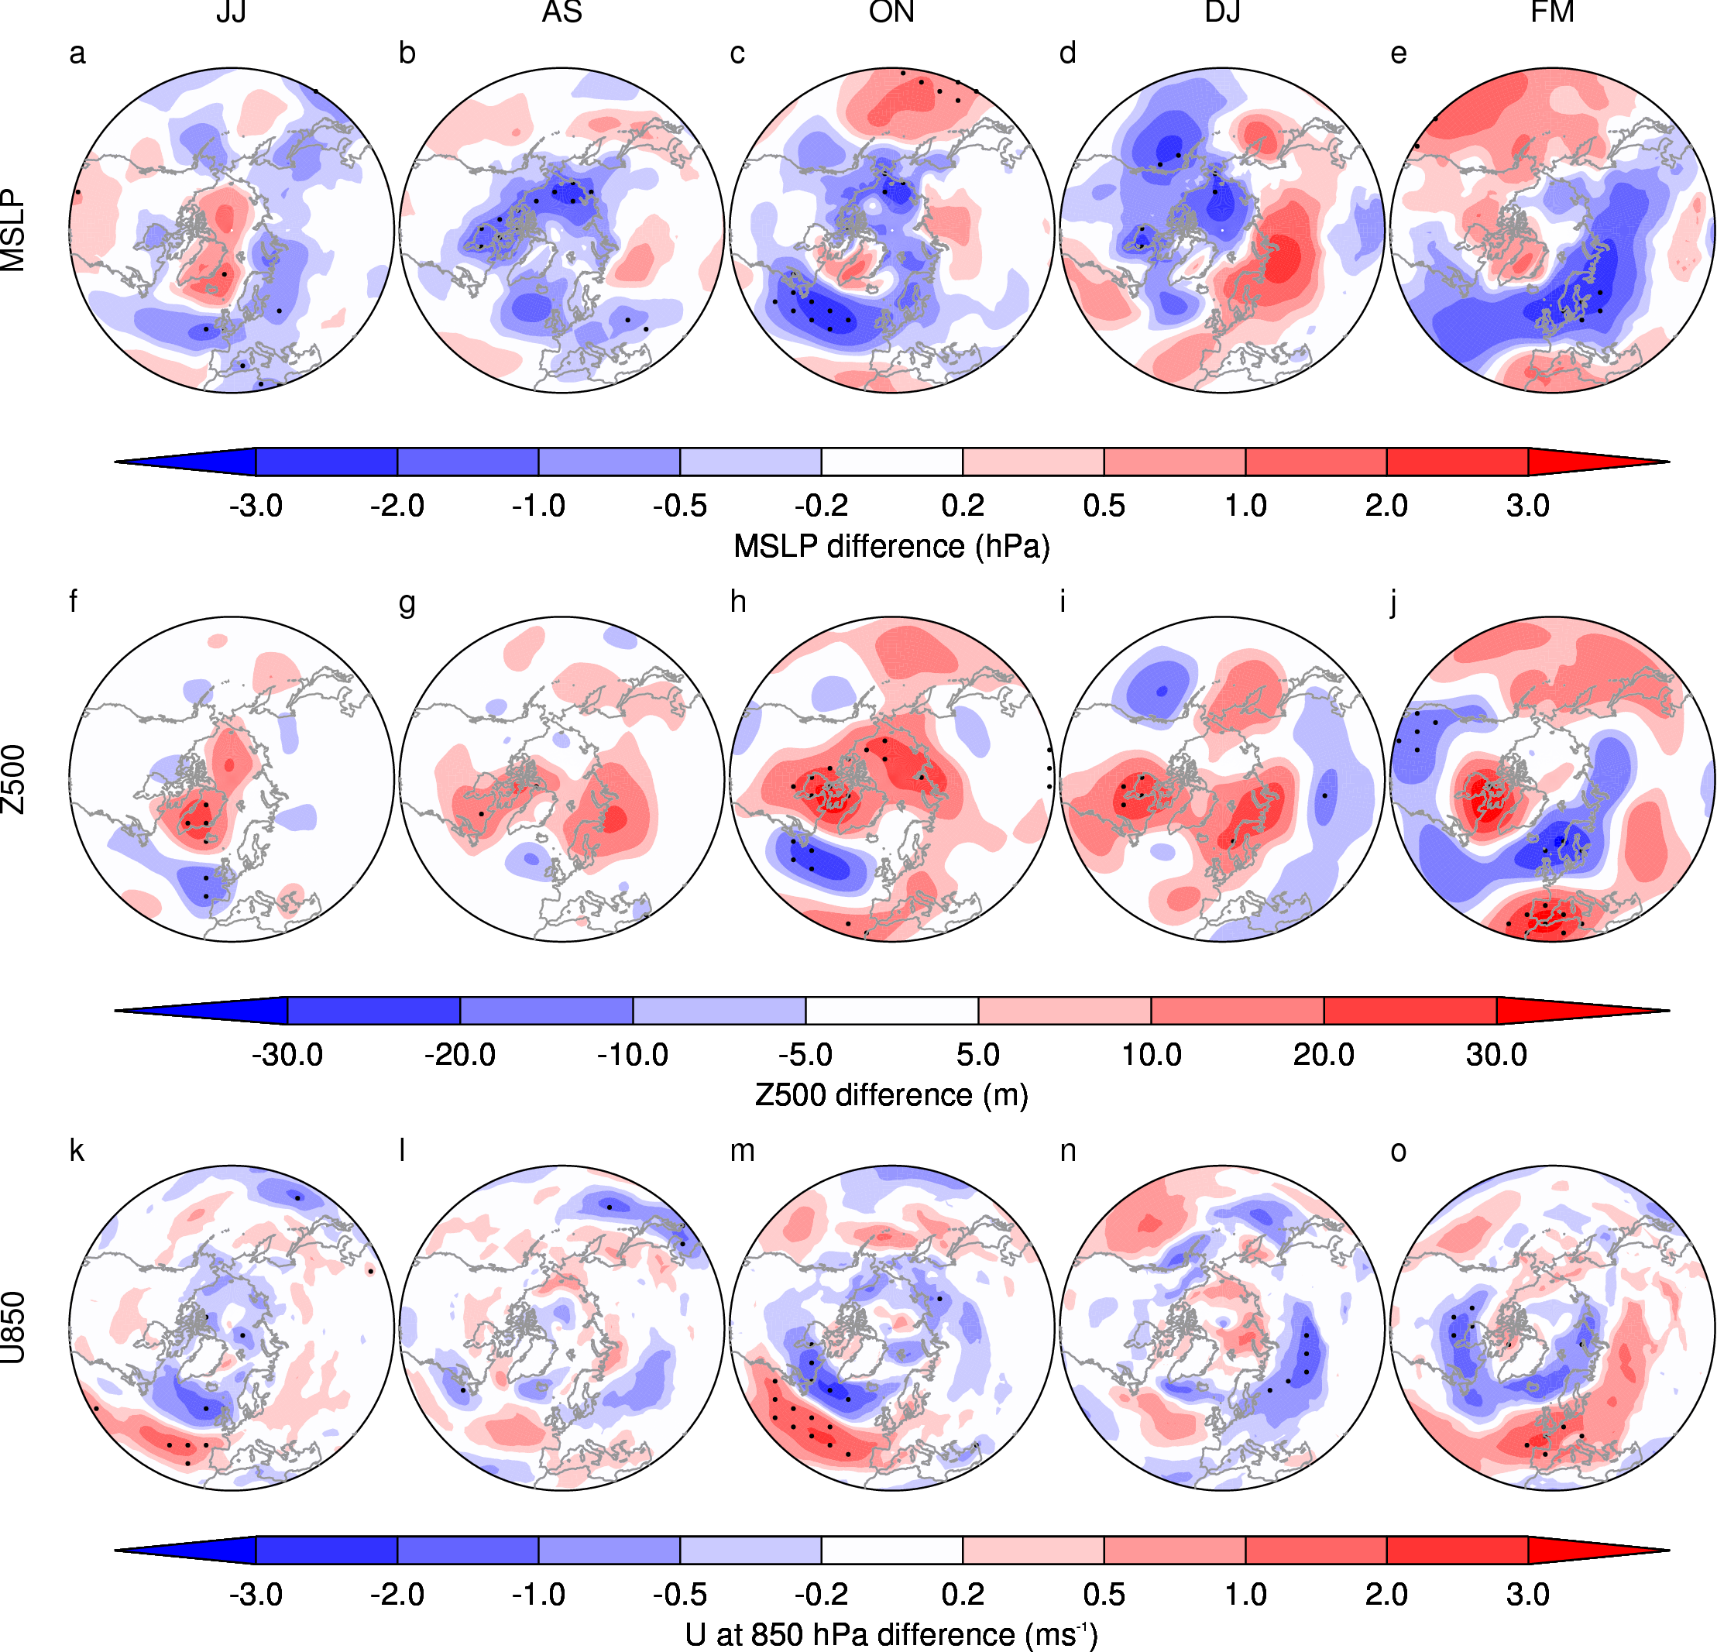 JJ AS ON DJ FM
a b c d e
MSLP
-3.0 -2.0 -1.0 -0.5 -0.2 0.2 0.5 1.0 2.0 3.0
MSLP difference (hPa)
f g h i j
Z500
-30.0 -20.0 -10.0 -5.0 5.0 10.0 20.0 30.0
Z500 difference (m)
k l m n o
U850
-3.0 -2.0 -1.0 -0.5 -0.2 0.2 0.5 1.0 2.0 3.0
U at 850 hPa difference (ms⁻¹)